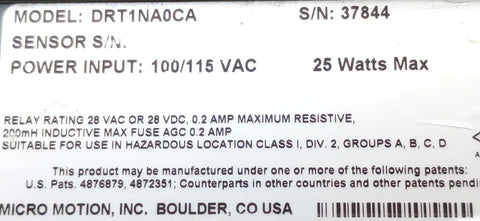 MODEL: DRT1NA0CA S/N: 37844
SENSOR S/N.
POWER INPUT: 100/115 VAC 25 Watts Max
RELAY RATING 28 VAC OR 28 VDC, 0.2 AMP MAXIMUM RESISTIVE,
200mH INDUCTIVE MAX FUSE AGC 0.2 AMP
SUITABLE FOR USE IN HAZARDOUS LOCATION CLASS I, DIV. 2, GROUPS A, B, C, D
This product may be manufactured under one or more of the following patents:
U.S. Pats. 4876879, 4872351; Counterparts in other countries and other patents pending
MICRO MOTION, INC. BOULDER, CO USA